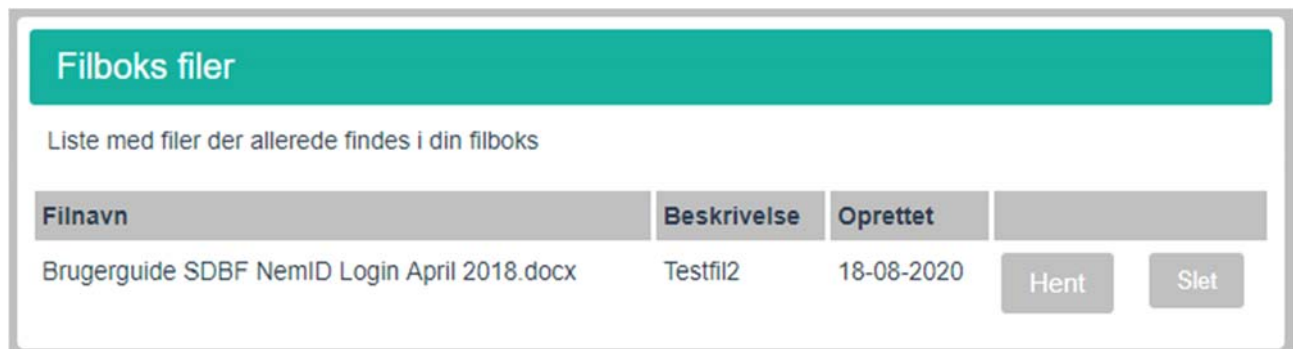 Filboks filer
Liste med filer der allerede findes i din filboks
Filnavn Beskrivelse Oprettet
Brugerguide SDBF NemID Login April 2018.docx Testfil2 18-08-2020 Hent Slet